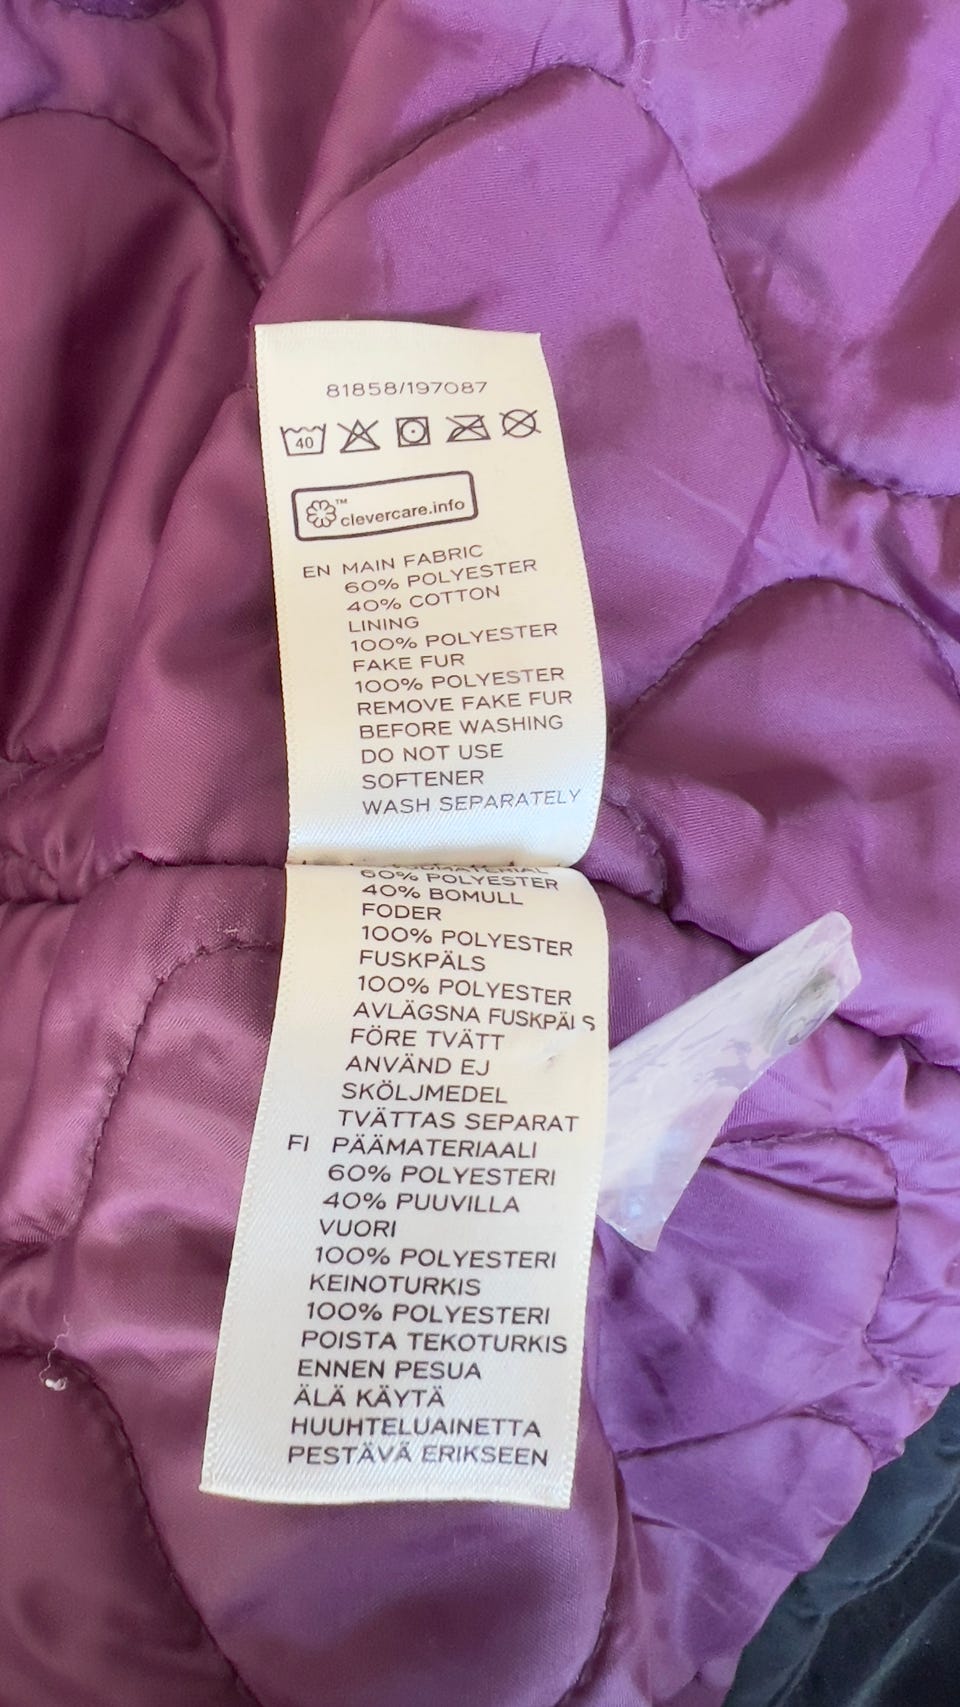 81858/197087
40
™
clevercare.info
EN MAIN FABRIC
60% POLYESTER
40% COTTON
LINING
100% POLYESTER
FAKE FUR
100% POLYESTER
REMOVE FAKE FUR
BEFORE WASHING
DO NOT USE
SOFTENER
WASH SEPARATELY
60% POLYESTER
40% BOMULL
FODER
100% POLYESTER
FUSKPÄLS
100% POLYESTER
AVLÄGSNA FUSKPÄLS
FÖRE TVÄTT
ANVÄND EJ
SKÖLJMEDEL
TVÄTTAS SEPARAT
FI PÄÄMATERIAALI
60% POLYESTERI
40% PUUVILLA
VUORI
100% POLYESTERI
KEINOTURKIS
100% POLYESTERI
POISTA TEKOTURKIS
ENNEN PESUA
ÄLÄ KÄYTÄ
HUUHTELUAINETTA
PESTÄVÄ ERIKSEEN